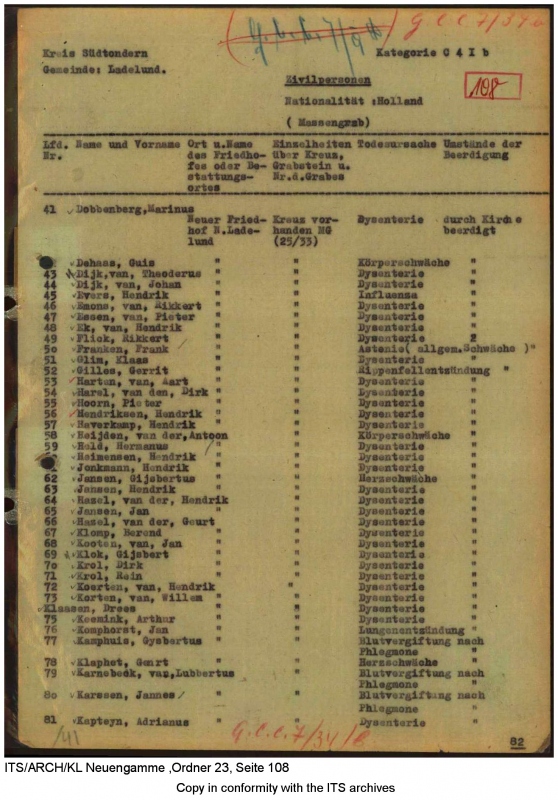 G.C.C.7/34b
Kreis Südtondern Kategorie C 4 I b
Gemeinde: Ladelund.
Zivilpersonen
108
Nationalität :Holland
( Massengrab)
Lfd. Name und Vorname Ort u.Name Einzelheiten Todesursache Umstände der
Nr. des Friedho- über Kreuz, Beerdigung
fes oder Be- Grabstein u.
stattungs- Nr.d.Grabes
ortes
41 Dobbenberg,Marinus
Neuer Fried- Kreuz vor- Dysenterie durch Kirche
hof N.Lade- handen NG beerdigt
lund (25/33)
Dehaas, Guis " " Körperschwäche "
43 Dijk,van, Theoderus " " Dysenterie "
44 Dijk, van, Johan " " Dysenterie "
45 Evers, Hendrik " " Influenza "
46 Emons, van, Rikkert " " Dysenterie "
47 Essen, van, Pieter " " Dysenterie "
48 Ek, van, Hendrik " " Dysenterie "
49 Flick, Rikkert " " Dysenterie
5o Franken, Frank " " Astenie( allgem.Schwäche )"
51 Glim, Klaas " " Dysenterie "
52 Gilles, Gerrit " " Rippenfellentzündung "
53 Harten, van, Aart " " Dysenterie "
54 Harel, van den, Dirk " " Dysenterie "
55 Hoorn, Pieter " " Dysenterie "
56 Hendriksen, Hendrik " " Dysenterie "
57 Haverkamp, Hendrik " " Dysenterie "
58 Heijden, van der,Antoon " " Körperschwäche "
59 Hold, Hermanus " " Dysenterie "
Heimensen, Hendrik " " Dysenterie "
Jonkmann, Hendrik " " Dysenterie "
62 Jansen, Gijsbertus " " Herzschwäche "
63 Jansen, Hendrik " " Dysenterie "
64 Hazel, van der, Hendrik " " Dysenterie "
65 Jansen, Jan " " Dysenterie "
66 Hazel, van der, Geurt " " Dysenterie "
67 Klomp, Berend " " Dysenterie "
68 Kooten, van, Jan " " Dysenterie "
69 Klok, Gijsbert " " Dysenterie "
7o Krol, Dirk " " Dysenterie "
71 Krol, Rein " " Dysenterie "
72 Koerten, van, Hendrik " " Dysenterie "
73 Korten, van, Willem " " Dysenterie "
Klaasen, Drees " " Dysenterie "
75 Keemink, Arthur " " Dysenterie "
76 Komphorst, Jan " " Lungenentzündung "
77 Kamphuis, Gysbertus " " Blutvergiftung nach "
Phlegmone
78 Klaphet, Geurt " " Herzschwäche "
79 Karnebeek, van,Lubbertus " " Blutvergiftung nach "
Phlegmone
8o Karssen, Jannes " " Blutvergiftung nach "
Phlegmone
81 Kapteyn, Adrianus " " Dysenterie "
/41 G.C.C.7/34/b
82
ITS/ARCH/KL Neuengamme ,Ordner 23, Seite 108
Copy in conformity with the ITS archives